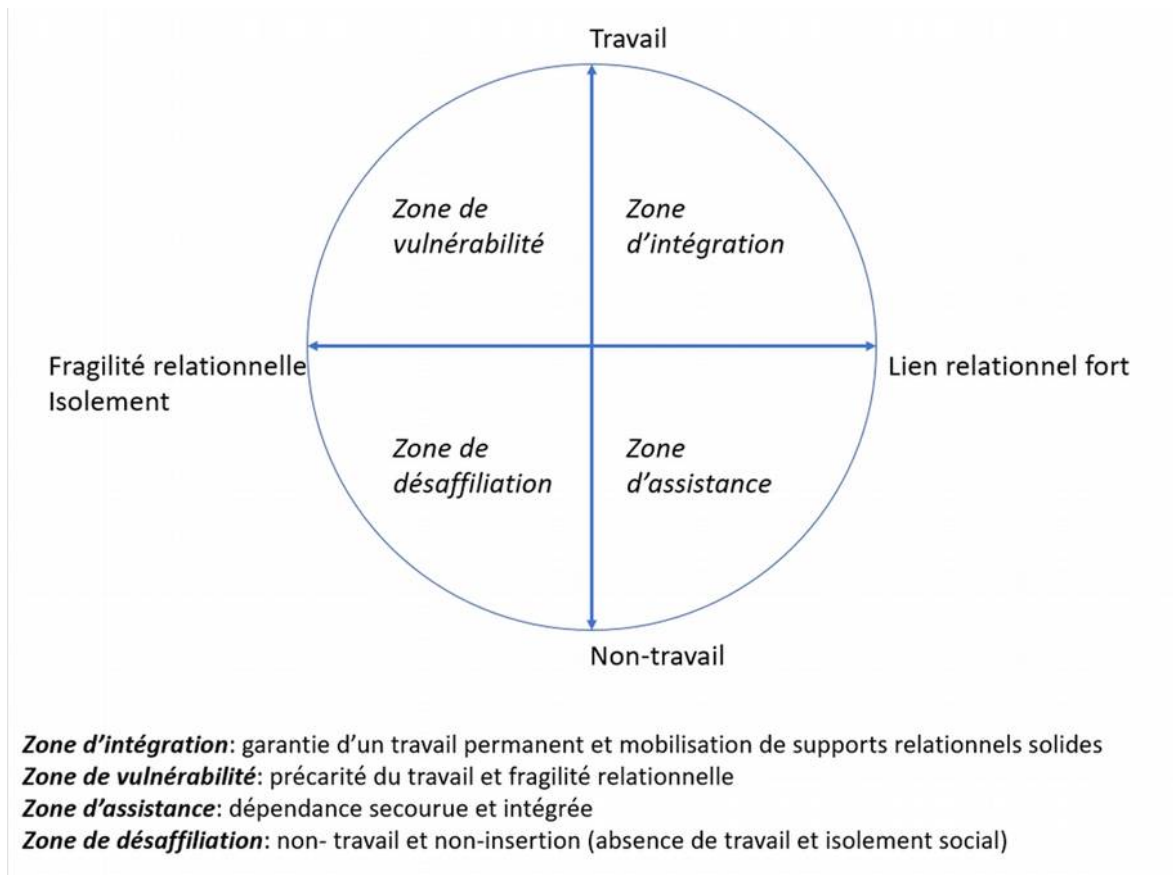 Travail
Zone de
vulnérabilité
Zone
d'intégration
Fragilité relationnelle
Isolement
Lien relationnel fort
Zone de
désaffiliation
Zone
d'assistance
Non-travail
Zone d'intégration: garantie d'un travail permanent et mobilisation de supports relationnels solides
Zone de vulnérabilité: précarité du travail et fragilité relationnelle
Zone d'assistance: dépendance secourue et intégrée
Zone de désaffiliation: non- travail et non-insertion (absence de travail et isolement social)